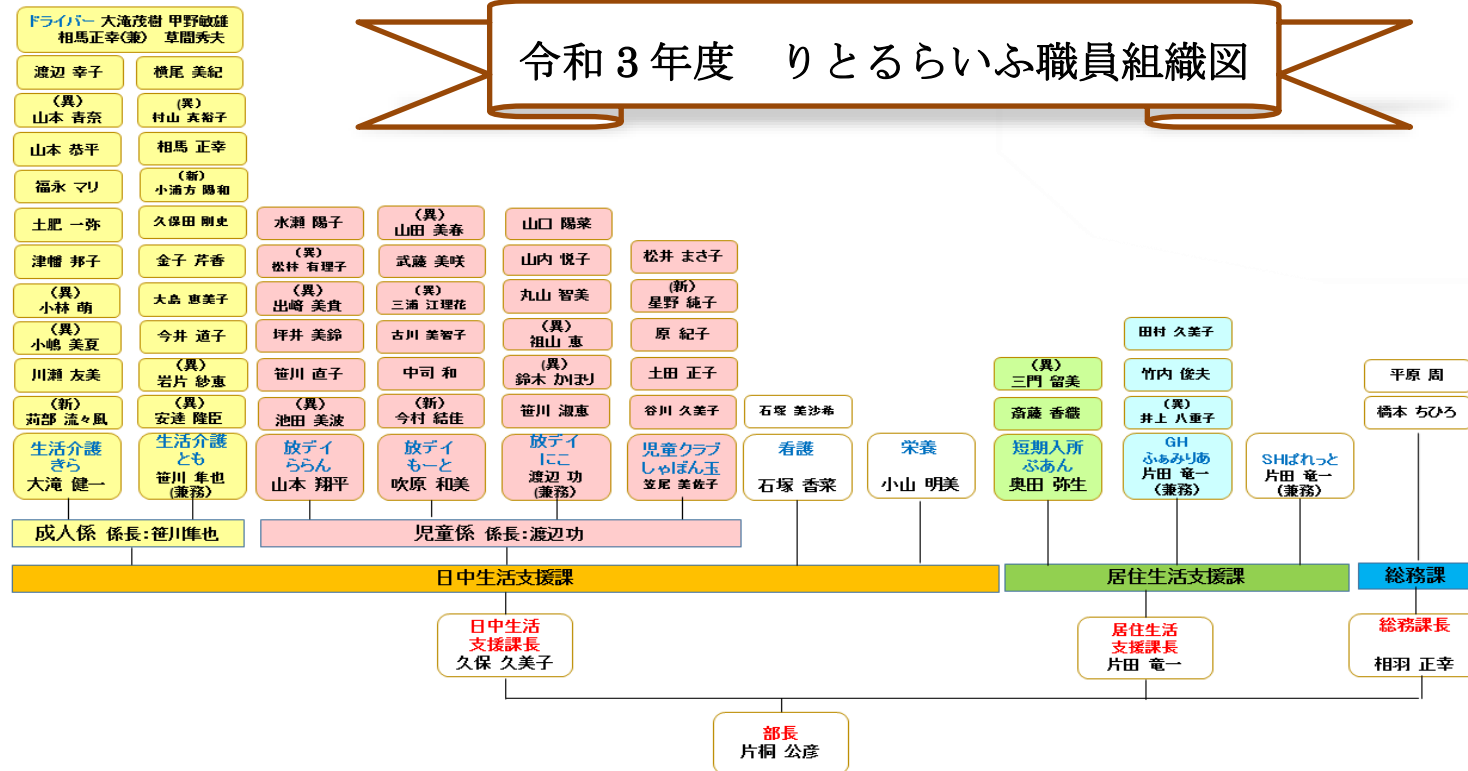 令和３年度　りとるらいふ職員組織図
ドライバー 大滝茂樹 甲野敏雄
相馬正幸(兼)　草間秀夫
渡辺 幸子
(異)
山本 青奈
山本 恭平
福永 マリ
土肥 一弥
津幡 邦子
(異)
小林 萌
(異)
小嶋 美夏
川瀬 友美
(新)
苅部 流々風
生活介護
きら
大滝 健一
横尾 美紀
(異)
村山 真裕子
相馬 正幸
(新)
小浦方 陽和
久保田 剛史
金子 芹香
大島 恵美子
今井 道子
(異)
岩片 紗恵
(異)
安達 隆臣
生活介護
とも
笹川 隼也
(兼務)
水瀬 陽子
(異)
松林 有理子
(異)
出﨑 美貴
坪井 美鈴
笹川 直子
(異)
池田 美波
放デイ
ららん
山本 翔平
(異)
山田 美春
武藤 美咲
(異)
三浦 江理花
古川 美智子
中司 和
(新)
今村 結佳
放デイ
もーと
吹原 和美
山口 陽菜
山内 悦子
丸山 智美
(異)
祖山 恵
(異)
鈴木 かほり
笹川 淑恵
放デイ
にこ
渡辺 功
(兼務)
松井 まさ子
(新)
星野 純子
原 紀子
土田 正子
谷川 久美子
児童クラブ
しゃぼん玉
笠尾 美佐子
石塚 美沙希
看護
石塚 香菜
栄養
小山 明美
(異)
三門 留美
斎藤 香織
短期入所
ぷあん
奥田 弥生
田村 久美子
竹内 俊夫
(異)
井上 八重子
GH
ふぁみりあ
片田 竜一
(兼務)
SHぱれっと
片田 竜一
(兼務)
平原 周
橋本 ちひろ
成人係 係長:笹川隼也
児童係 係長:渡辺功
日中生活支援課
居住生活支援課
総務課
日中生活
支援課長
久保 久美子
居住生活
支援課長
片田 竜一
総務課長
相羽 正幸
部長
片桐 公彦